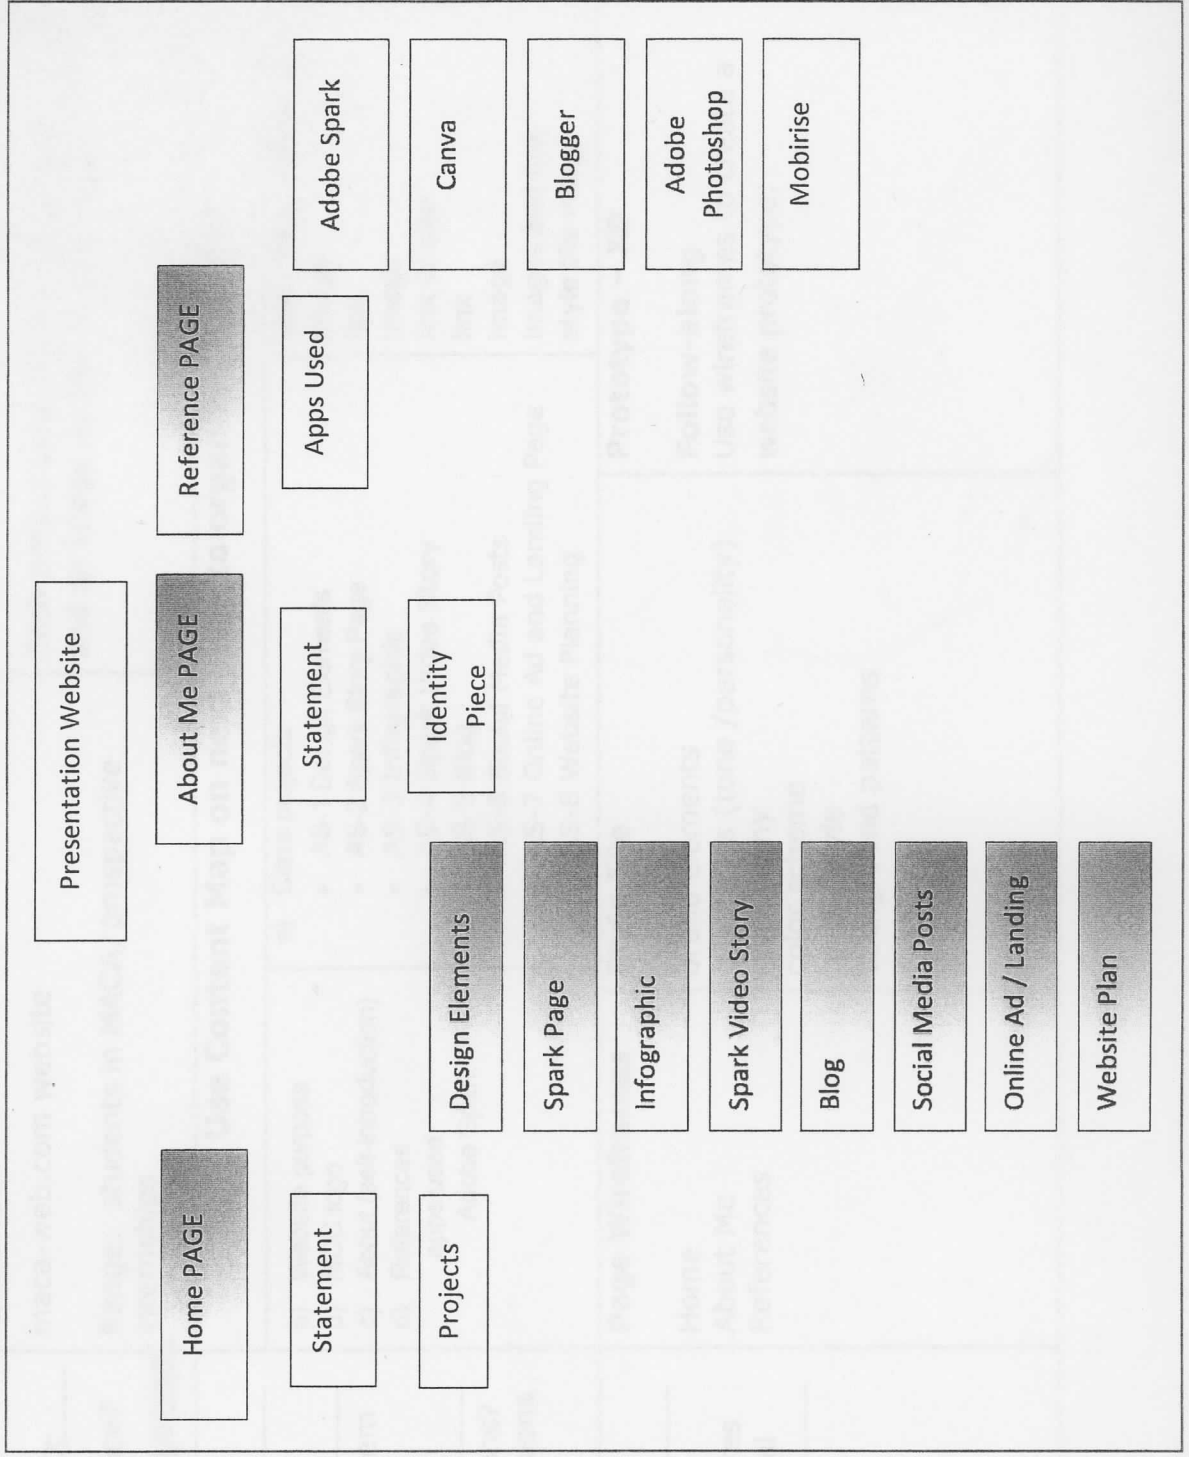 Presentation Website
Home PAGE
Statement
Projects
Design Elements
Spark Page
Infographic
Spark Video Story
Blog
Social Media Posts
Online Ad / Landing
Website Plan
About Me PAGE
Statement
Identity
Piece
Reference PAGE
Apps Used
Adobe Spark
Canva
Blogger
Adobe
Photoshop
Mobirise